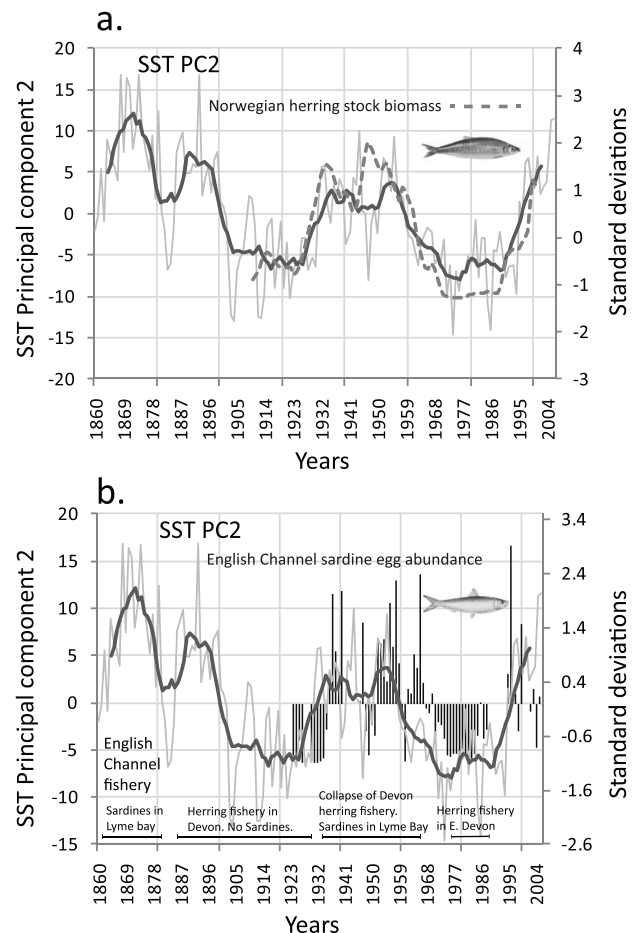 a.
SST PC2
Norwegian herring stock biomass
SST Principal component 2
20
15
10
5
0
-5
-10
-15
-20
Standard deviations
4
3
2
1
0
-1
-2
-3
1860
1869
1878
1887
1896
1905
1914
1923
1932
1941
1950
1959
1968
1977
1986
1995
2004
Years
b.
SST PC2
English Channel sardine egg abundance
SST Principal component 2
20
15
10
5
0
-5
-10
-15
Standard deviations
3.4
2.4
1.4
0.4
-0.6
-1.6
-2.6
English
Channel
fishery
Sardines in
Lyme bay
Herring fishery in
Devon. No Sardines.
Collapse of Devon
herring fishery.
Sardines in Lyme Bay
Herring fishery
in E. Devon
1860
1869
1878
1887
1896
1905
1914
1923
1932
1941
1950
1959
1968
1977
1986
1995
2004
Years